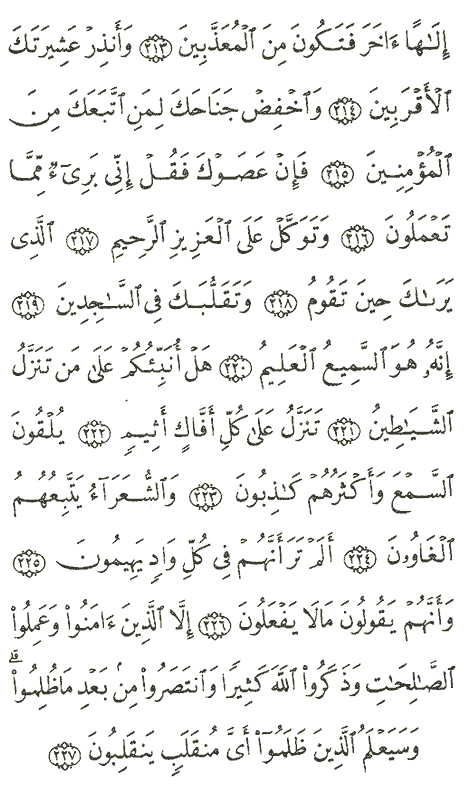 إِلَٰهًا ءَاخَرَ فَتَكُونَ مِنَ ٱلۡمُعَذَّبِينَ ٢١٣ وَأَنذِرۡ عَشِيرَتَكَ
ٱلۡأَقۡرَبِينَ ٢١٤ وَٱخۡفِضۡ جَنَاحَكَ لِمَنِ ٱتَّبَعَكَ مِنَ
ٱلۡمُؤۡمِنِينَ ٢١٥ فَإِنۡ عَصَوۡكَ فَقُلۡ إِنِّي بَرِيٓءٞ مِّمَّا
تَعۡمَلُونَ ٢١٦ وَتَوَكَّلۡ عَلَى ٱلۡعَزِيزِ ٱلرَّحِيمِ ٢١٧ ٱلَّذِي
يَرَىٰكَ حِينَ تَقُومُ ٢١٨ وَتَقَلُّبَكَ فِي ٱلسَّٰجِدِينَ ٢١٩
إِنَّهُۥ هُوَ ٱلسَّمِيعُ ٱلۡعَلِيمُ ٢٢٠ هَلۡ أُنَبِّئُكُمۡ عَلَىٰ مَن تَنَزَّلُ
ٱلشَّيَٰطِينُ ٢٢١ تَنَزَّلُ عَلَىٰ كُلِّ أَفَّاكٍ أَثِيمٖ ٢٢٢ يُلۡقُونَ
ٱلسَّمۡعَ وَأَكۡثَرُهُمۡ كَٰذِبُونَ ٢٢٣ وَٱلشُّعَرَآءُ يَتَّبِعُهُمُ
ٱلۡغَاوُۥنَ ٢٢٤ أَلَمۡ تَرَ أَنَّهُمۡ فِي كُلِّ وَادٖ يَهِيمُونَ ٢٢٥
وَأَنَّهُمۡ يَقُولُونَ مَا لَا يَفۡعَلُونَ ٢٢٦ إِلَّا ٱلَّذِينَ ءَامَنُواْ وَعَمِلُواْ
ٱلصَّٰلِحَٰتِ وَذَكَرُواْ ٱللَّهَ كَثِيرٗا وَٱنتَصَرُواْ مِنۢ بَعۡدِ مَا ظُلِمُواْۗ
وَسَيَعۡلَمُ ٱلَّذِينَ ظَلَمُوٓاْ أَيَّ مُنقَلَبٖ يَنقَلِبُونَ ٢٢٧